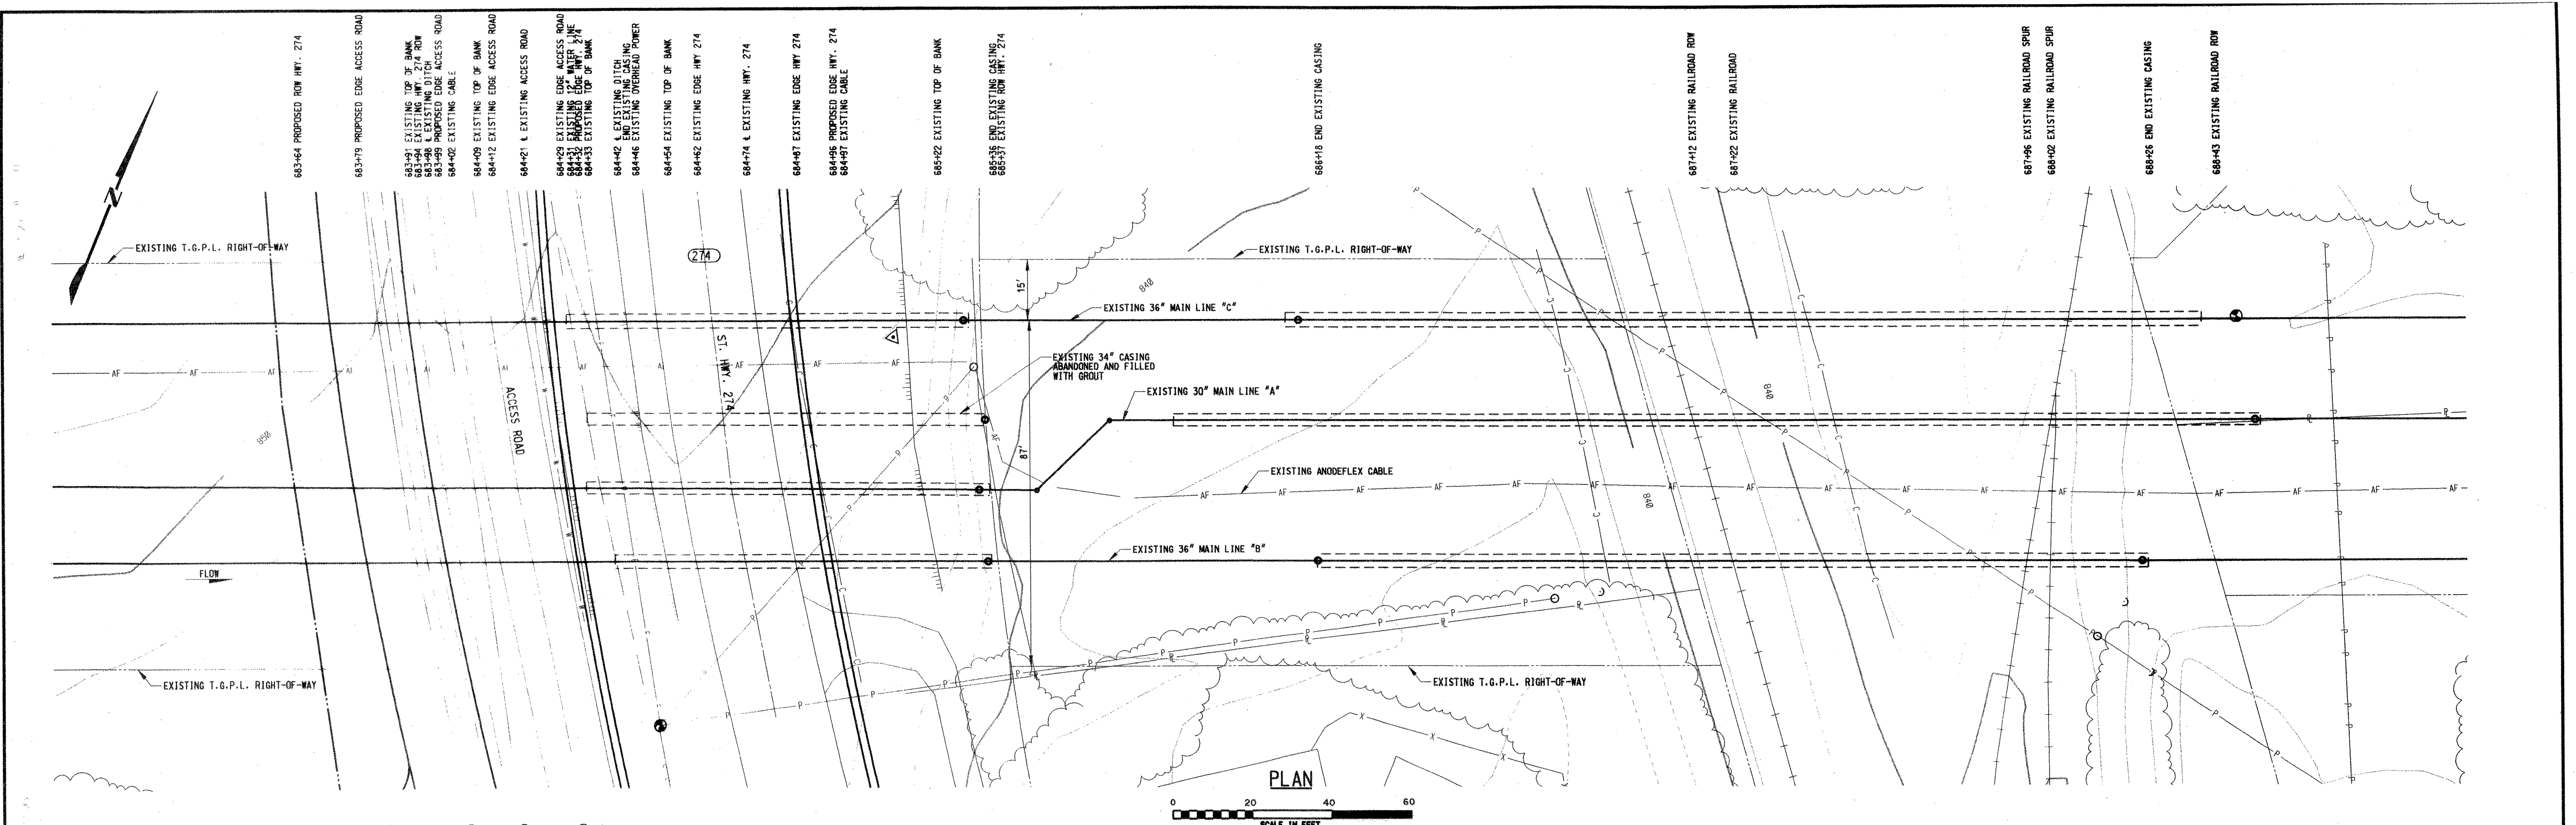 683+64 PROPOSED ROW HWY. 274
683+79 PROPOSED EDGE ACCESS ROAD
683+91 EXISTING TOP OF BANK
683+94 EXISTING HWY. 274 ROW
683+98 ℄ EXISTING DITCH
683+99 PROPOSED EDGE ACCESS ROAD
684+02 EXISTING CABLE
684+09 EXISTING TOP OF BANK
684+12 EXISTING EDGE ACCESS ROAD
684+21 ℄ EXISTING ACCESS ROAD
684+29 EXISTING EDGE ACCESS ROAD
684+31 EXISTING 12" WATER LINE
684+32 PROPOSED EDGE HWY. 274
684+33 EXISTING TOP OF BANK
684+42 ℄ EXISTING DITCH
END EXISTING CASING
684+46 EXISTING OVERHEAD POWER
684+54 EXISTING TOP OF BANK
684+62 EXISTING EDGE HWY 274
684+74 ℄ EXISTING HWY. 274
684+87 EXISTING EDGE HWY 274
684+96 PROPOSED EDGE HWY. 274
684+97 EXISTING CABLE
685+22 EXISTING TOP OF BANK
685+36 END EXISTING CASING
685+37 EXISTING ROW HWY. 274
686+18 END EXISTING CASING
687+12 EXISTING RAILROAD ROW
687+22 EXISTING RAILROAD
687+96 EXISTING RAILROAD SPUR
688+02 EXISTING RAILROAD SPUR
688+26 END EXISTING CASING
688+43 EXISTING RAILROAD ROW
N
EXISTING T.G.P.L. RIGHT-OF-WAY
274
EXISTING T.G.P.L. RIGHT-OF-WAY
15'
840
EXISTING 36" MAIN LINE "C"
ST. HWY. 274
EXISTING 34" CASING
ABANDONED AND FILLED
WITH GROUT
EXISTING 30" MAIN LINE "A"
840
ACCESS ROAD
850
87'
EXISTING ANODEFLEX CABLE
840
EXISTING 36" MAIN LINE "B"
FLOW
EXISTING T.G.P.L. RIGHT-OF-WAY
EXISTING T.G.P.L. RIGHT-OF-WAY
PLAN
0 20 40 60
SCALE IN FEET